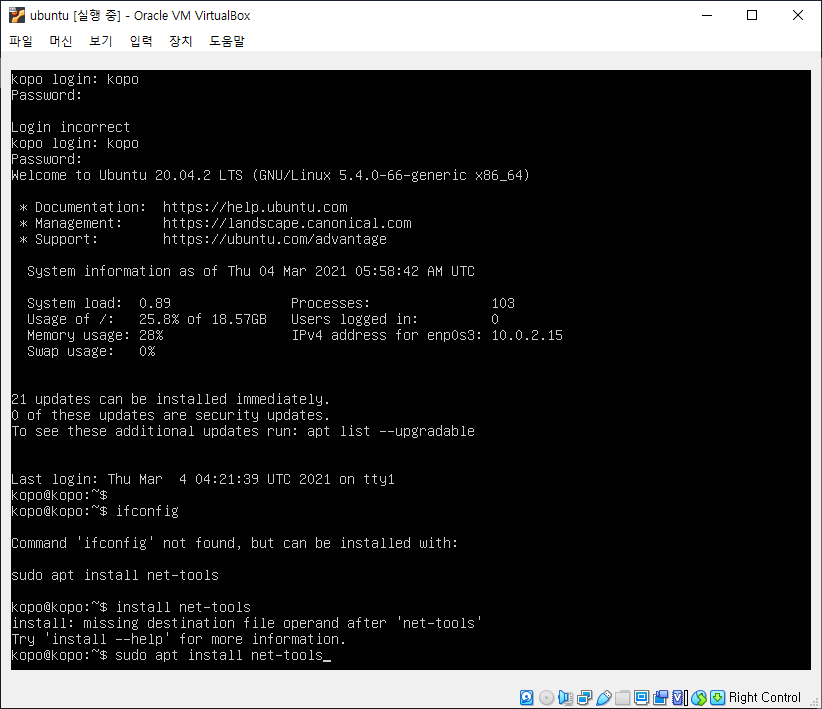 ubuntu [실행 중] - Oracle VM VirtualBox
파일 머신 보기 입력 장치 도움말
kopo login: kopo
Password:
Login incorrect
kopo login: kopo
Password:
Welcome to Ubuntu 20.04.2 LTS (GNU/Linux 5.4.0-66-generic x86_64)
* Documentation: https://help.ubuntu.com
* Management: https://landscape.canonical.com
* Support: https://ubuntu.com/advantage
System information as of Thu 04 Mar 2021 05:58:42 AM UTC
System load: 0.89 Processes: 103
Usage of /: 25.8% of 18.57GB Users logged in: 0
Memory usage: 28% IPv4 address for enp0s3: 10.0.2.15
Swap usage: 0%
21 updates can be installed immediately.
0 of these updates are security updates.
To see these additional updates run: apt list --upgradable
Last login: Thu Mar 4 04:21:39 UTC 2021 on tty1
kopo@kopo:~$
kopo@kopo:~$ ifconfig
Command 'ifconfig' not found, but can be installed with:
sudo apt install net-tools
kopo@kopo:~$ install net-tools
install: missing destination file operand after 'net-tools'
Try 'install --help' for more information.
kopo@kopo:~$ sudo apt install net-tools_
Right Control